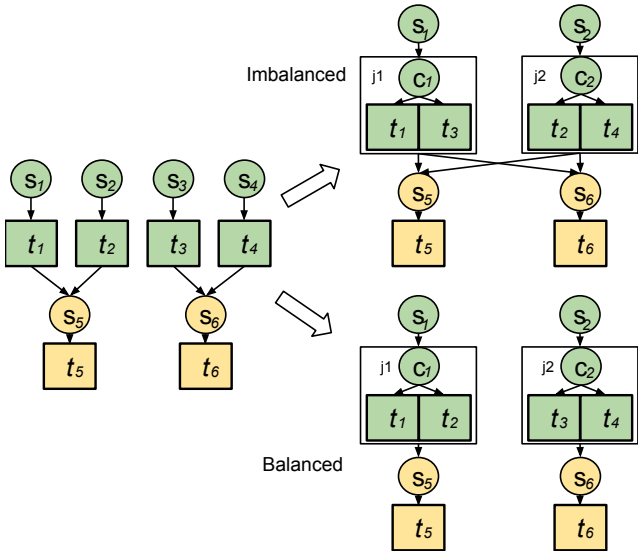 s1 s2
Imbalanced j1 c1 j2 c2
t1 t3 t2 t4
s1 s2 s3 s4 s5 s6
t1 t2 t3 t4 t5 t6
s5 s6 s1 s2
t5 t6 j1 c1 j2 c2
t1 t2 t3 t4
Balanced s5 s6
t5 t6